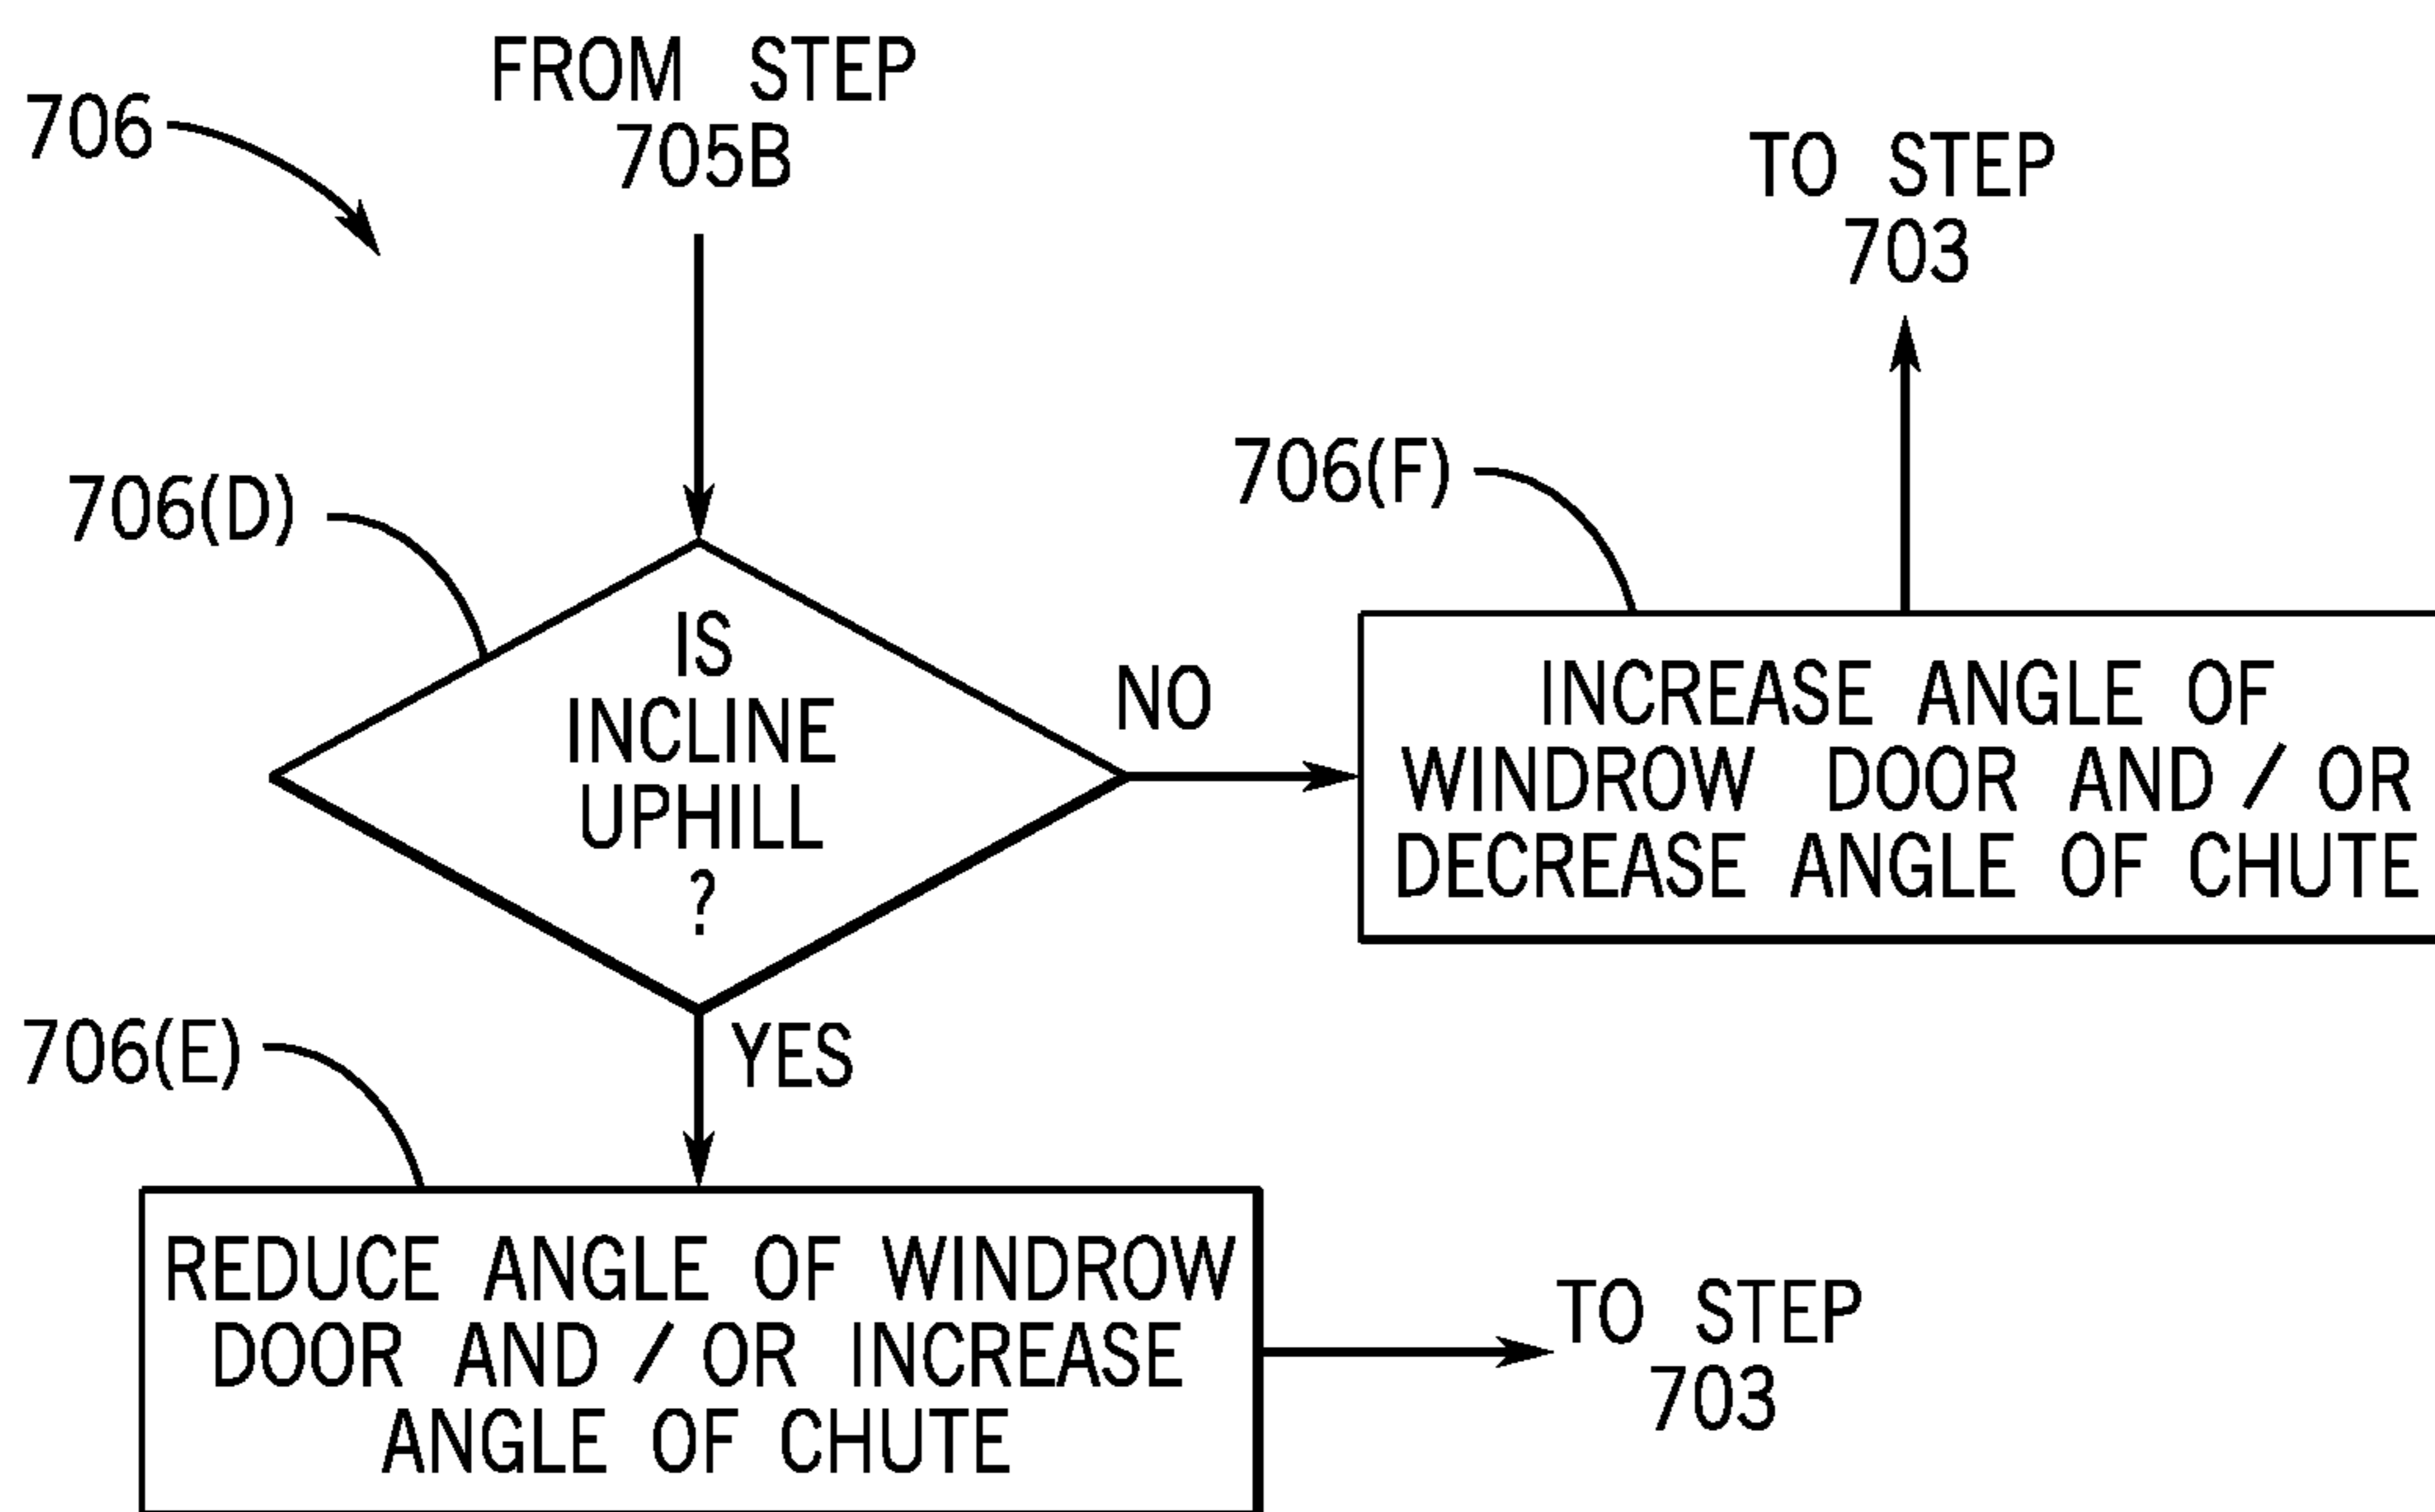 706
FROM STEP
705B
TO STEP
703
706(D)
706(F)
IS
INCLINE
UPHILL
?
NO
INCREASE ANGLE OF
WINDROW DOOR AND / OR
DECREASE ANGLE OF CHUTE
706(E)
YES
REDUCE ANGLE OF WINDROW
DOOR AND / OR INCREASE
ANGLE OF CHUTE
TO STEP
703